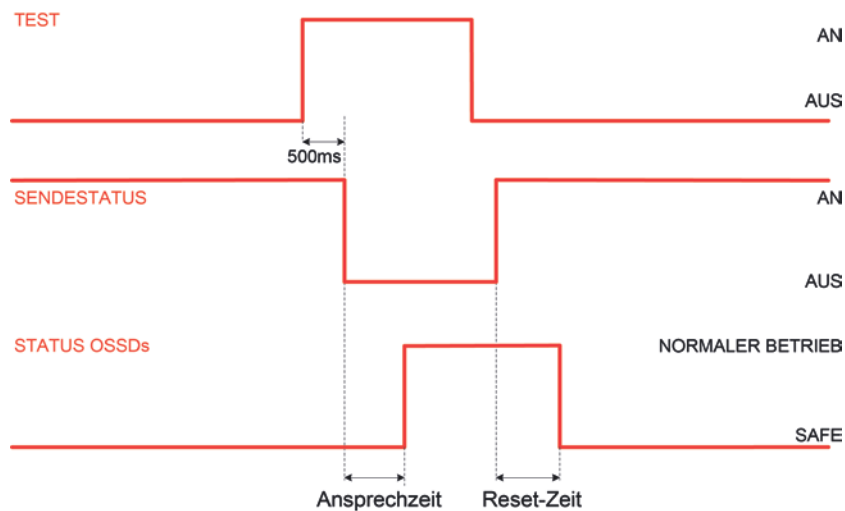 TEST
AN
AUS
500ms
SENDESTATUS
AN
AUS
STATUS OSSDs
NORMALER BETRIEB
SAFE
Ansprechzeit
Reset-Zeit